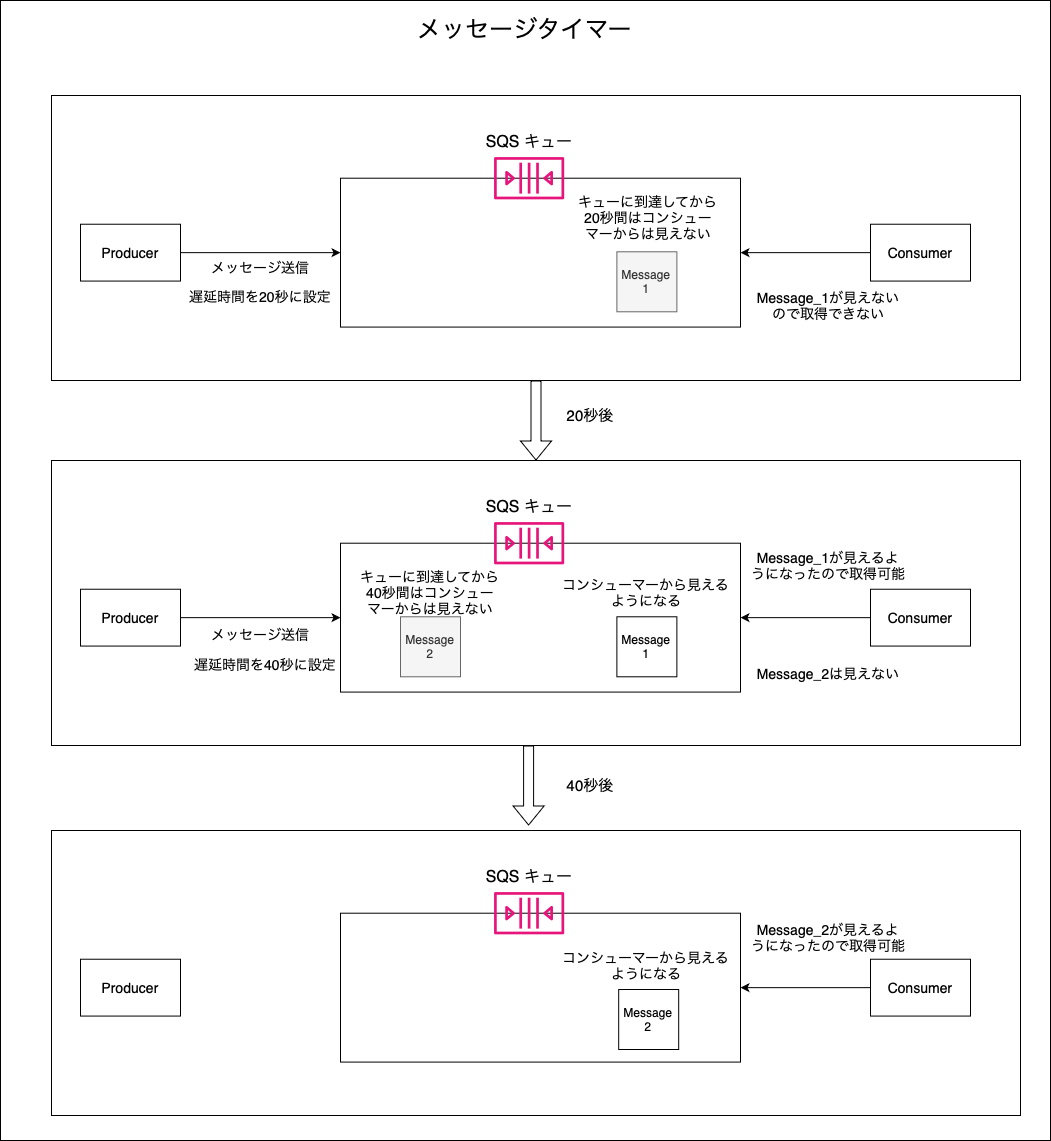 メッセージタイマー
SQS キュー
キューに到達してから
20秒間はコンシュー
マーからは見えない
Producer
メッセージ送信
遅延時間を20秒に設定
Message
1
Consumer
Message_1が見えない
ので取得できない
20秒後
SQS キュー
キューに到達してから
40秒間はコンシュー
マーからは見えない
コンシューマーから見える
ようになる
Message_1が見えるよ
うになったので取得可能
Producer
メッセージ送信
遅延時間を40秒に設定
Message
2
Message
1
Consumer
Message_2は見えない
40秒後
SQS キュー
コンシューマーから見える
ようになる
Message_2が見えるよ
うになったので取得可能
Producer
Message
2
Consumer